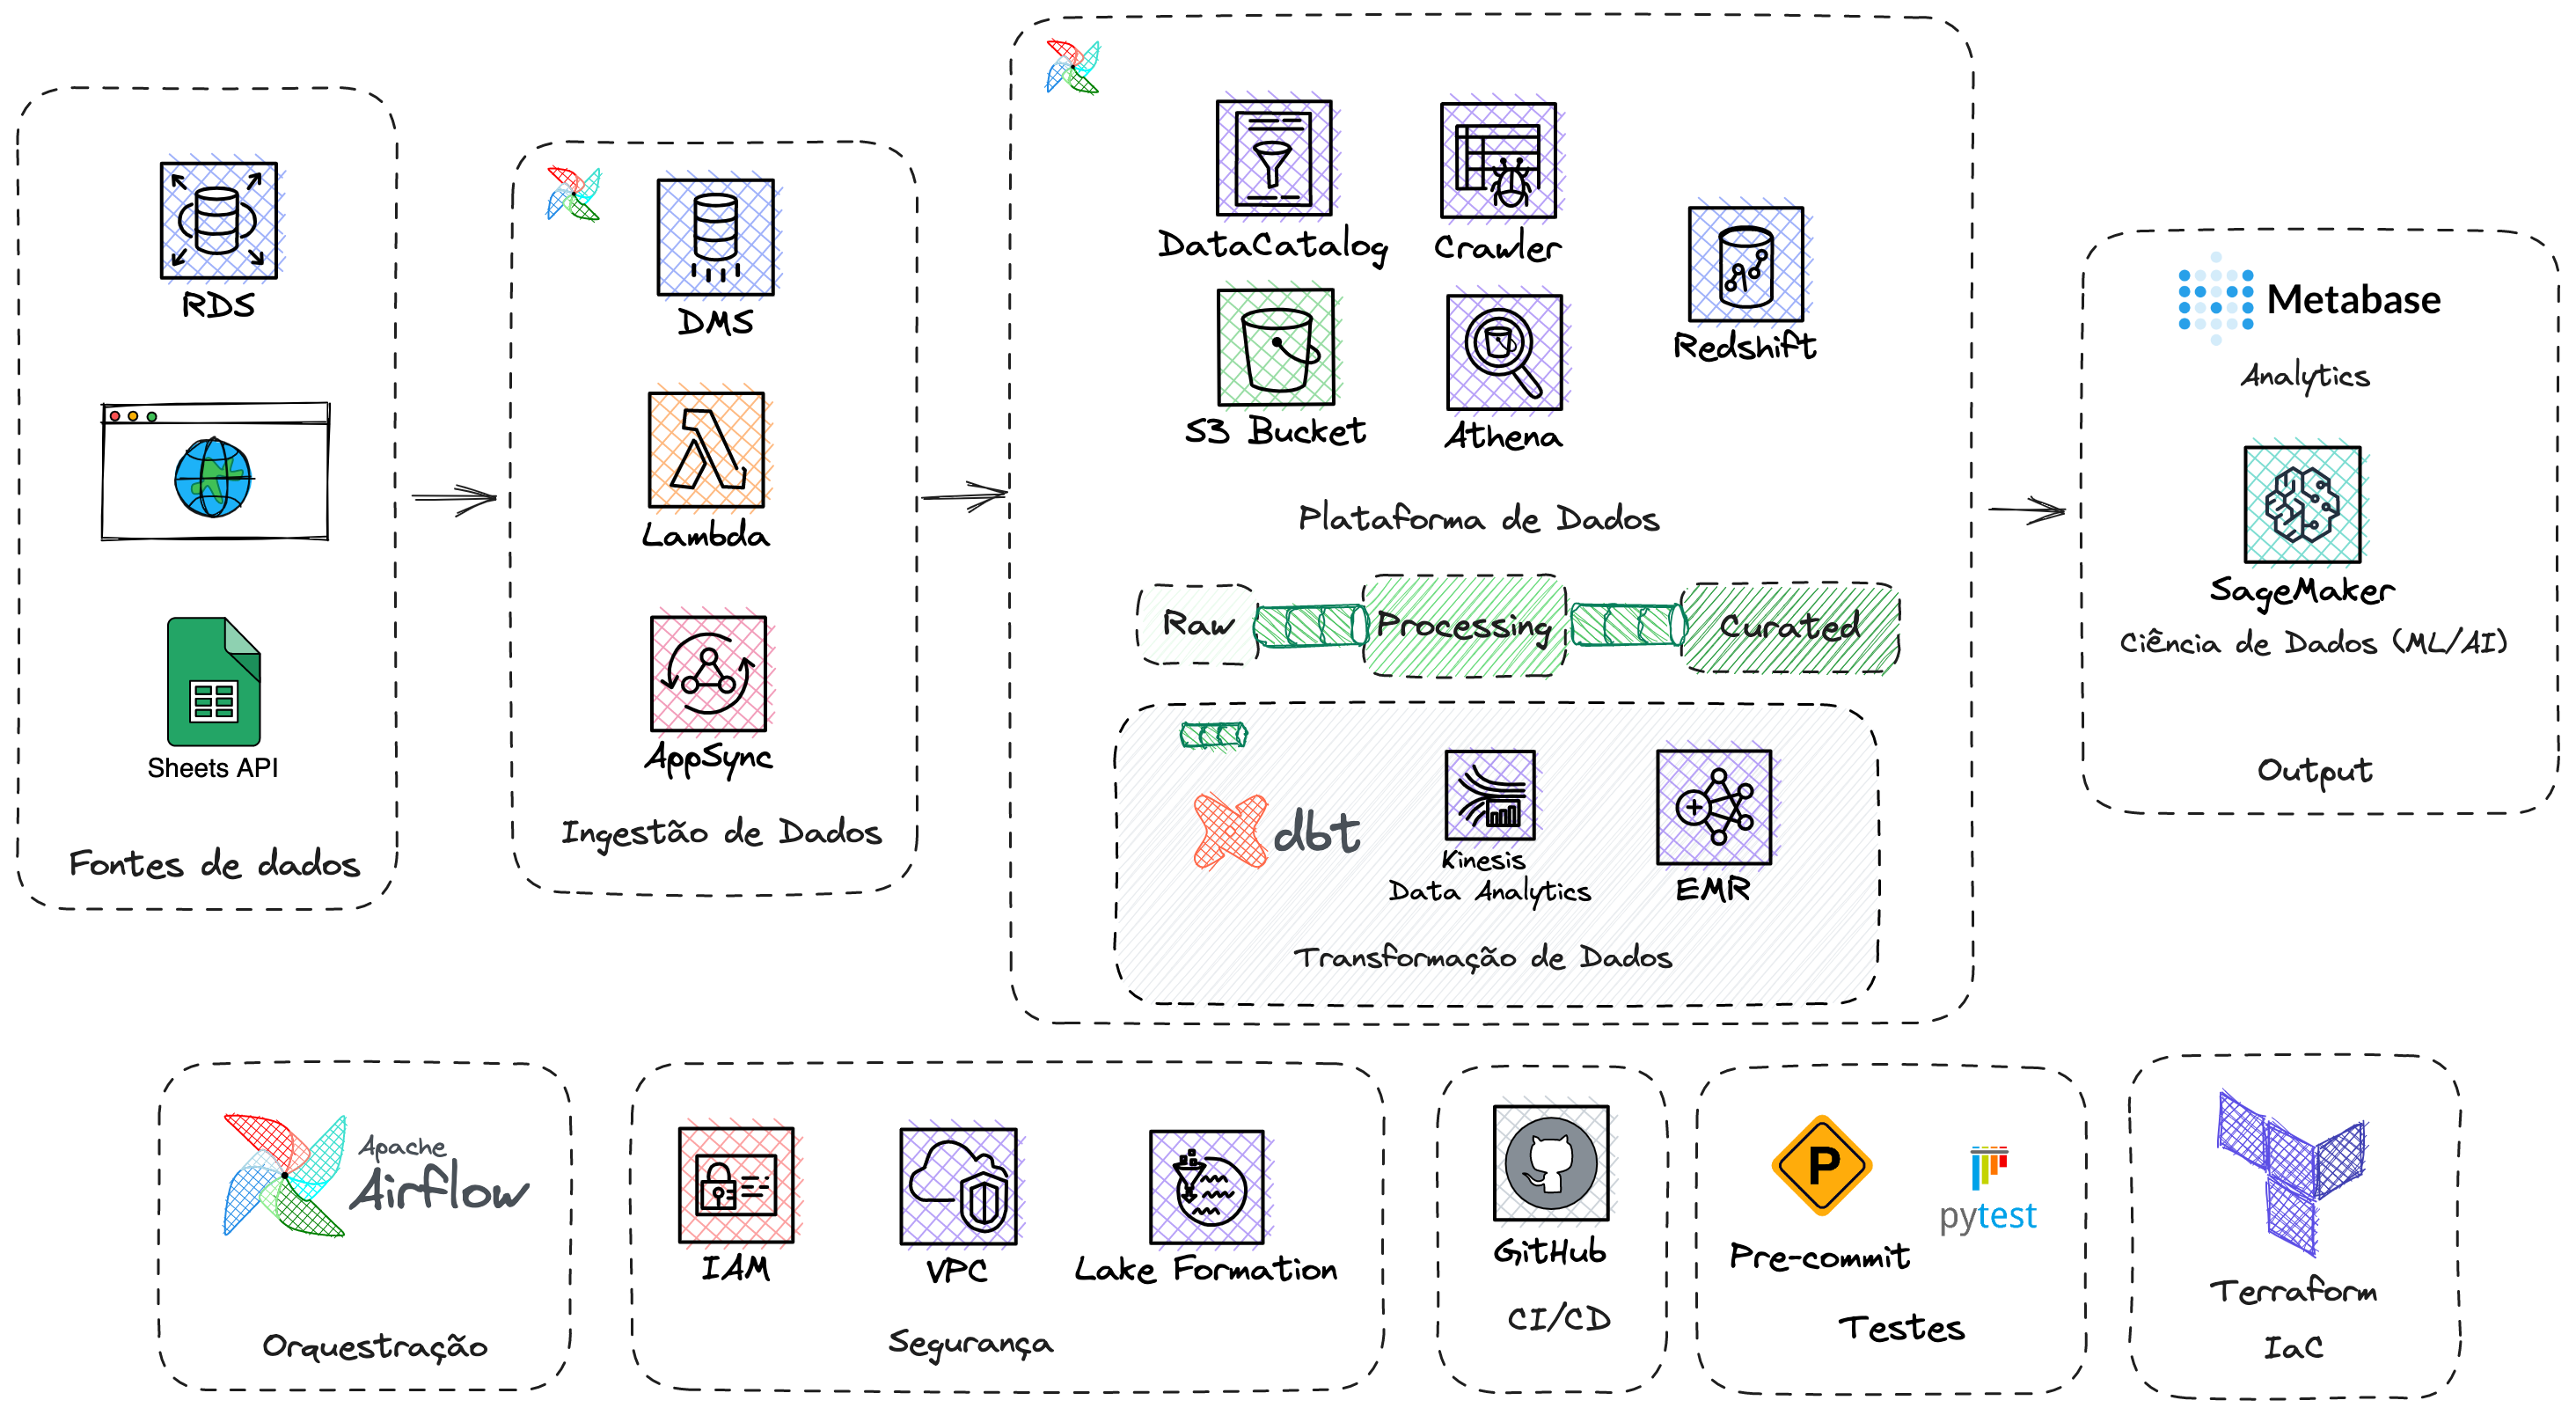 RDS
Sheets API
Fontes de dados
DMS
Lambda
AppSync
Ingestão de Dados
DataCatalog
Crawler
Redshift
S3 Bucket
Athena
Plataforma de Dados
Raw
Processing
Curated
dbt
Kinesis
Data Analytics
EMR
Transformação de Dados
Metabase
Analytics
SageMaker
Ciência de Dados (ML/AI)
Output
Apache
Airflow
Orquestração
IAM
VPC
Lake Formation
Segurança
GitHub
CI/CD
P
Pre-commit
pytest
Testes
Terraform
IaC